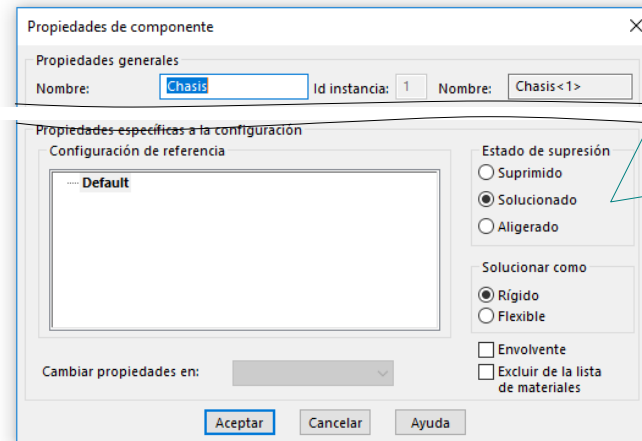 Propiedades de componente
Propiedades generales
Nombre: Chasis Id instancia: 1 Nombre: Chasis<1>
Propiedades específicas a la configuración
Configuración de referencia
Default
Estado de supresión
Suprimido
Solucionado
Aligerado
Solucionar como
Rígido
Flexible
Envolvente
Excluir de la lista
de materiales
Cambiar propiedades en:
Aceptar Cancelar Ayuda